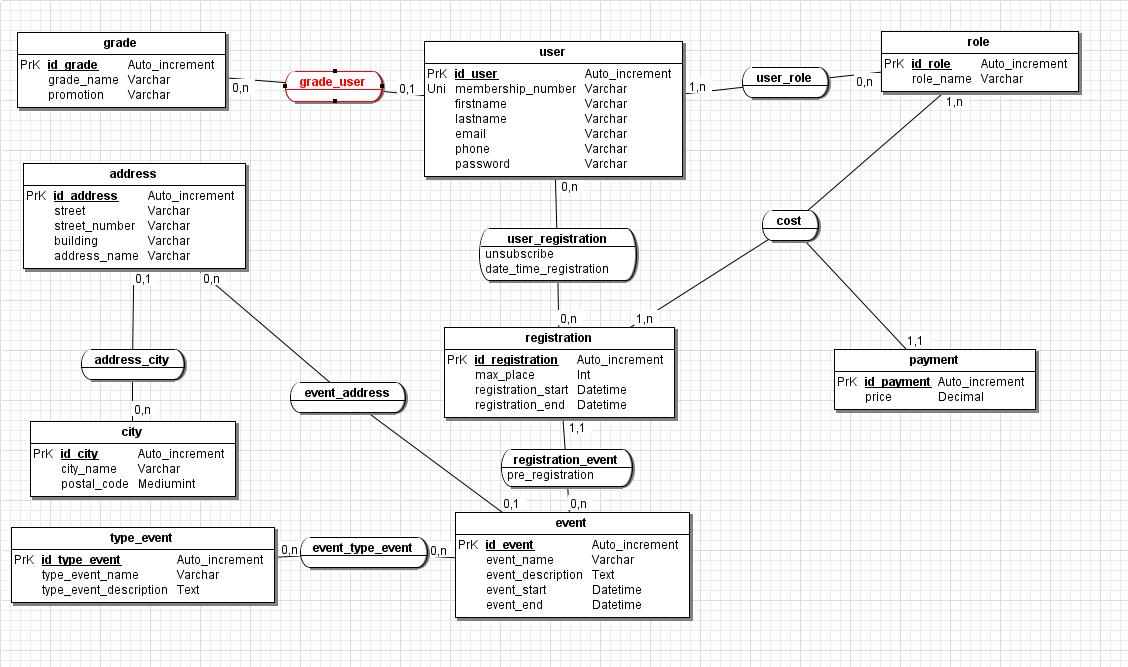 grade
PrK id_grade Auto_increment
grade_name Varchar
promotion Varchar
0,n
grade_user
0,1
user
PrK id_user Auto_increment
Uni membership_number Varchar
firstname Varchar
lastname Varchar
email Varchar
phone Varchar
password Varchar
1,n
user_role
0,n
role
PrK id_role Auto_increment
role_name Varchar
1,n
address
PrK id_address Auto_increment
street Varchar
street_number Varchar
building Varchar
address_name Varchar
0,1
0,n
0,n
user_registration
unsubscribe
date_time_registration
0,n
cost
1,n
1,1
registration
PrK id_registration Auto_increment
max_place Int
registration_start Datetime
registration_end Datetime
1,1
payment
PrK id_payment Auto_increment
price Decimal
address_city
0,n
event_address
city
PrK id_city Auto_increment
city_name Varchar
postal_code Mediumint
registration_event
pre_registration
0,1
0,n
type_event
PrK id_type_event Auto_increment
type_event_name Varchar
type_event_description Text
0,n
event_type_event
0,n
event
PrK id_event Auto_increment
event_name Varchar
event_description Text
event_start Datetime
event_end Datetime